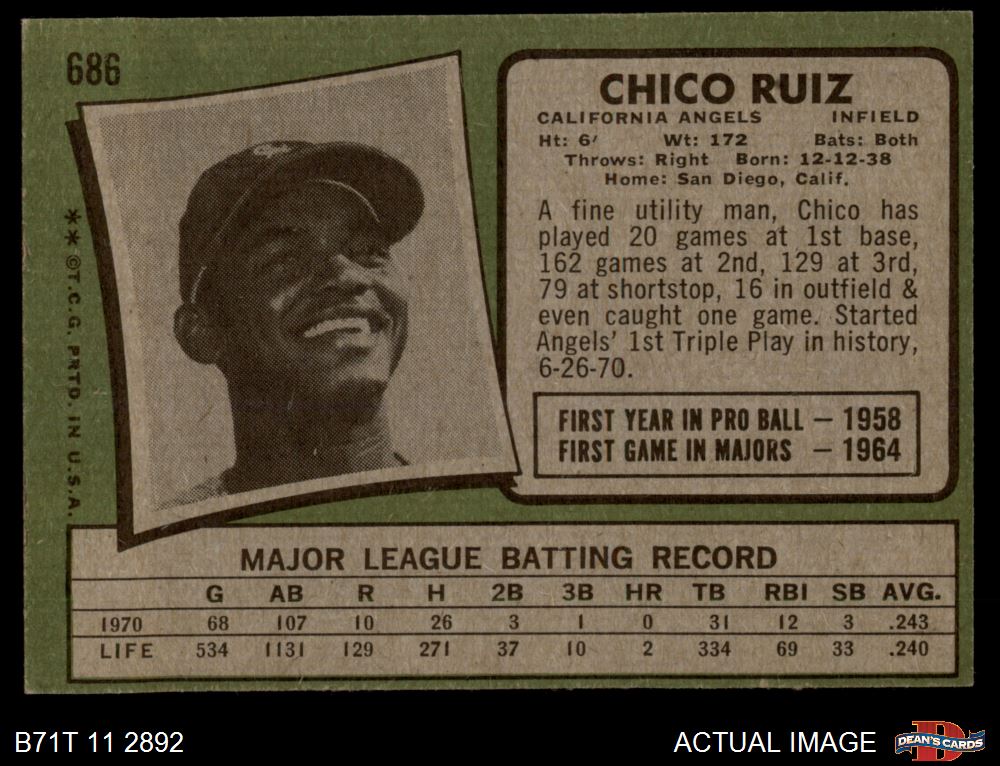 686
CHICO RUIZ
CALIFORNIA ANGELS INFIELD
Ht: 6' Wt: 172 Bats: Both
Throws: Right Born: 12-12-38
Home: San Diego, Calif.
A fine utility man, Chico has
played 20 games at 1st base,
162 games at 2nd, 129 at 3rd,
79 at shortstop, 16 in outfield &
even caught one game. Started
Angels' 1st Triple Play in history,
6-26-70.
FIRST YEAR IN PRO BALL — 1958
FIRST GAME IN MAJORS — 1964
** ©T.C.G. PRTD. IN U.S.A.
MAJOR LEAGUE BATTING RECORD
G AB R H 2B 3B HR TB RBI SB AVG.
1970 68 107 10 26 3 1 0 31 12 3 .243
LIFE 534 1131 129 271 37 10 2 334 69 33 .240
B71T 11 2892 ACTUAL IMAGE DEAN'S CARDS